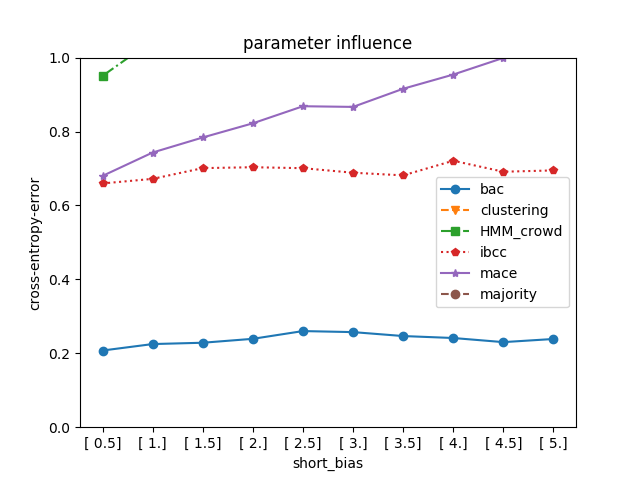 parameter influence
1.0
0.8
0.6
0.4
0.2
0.0
cross-entropy-error
bac
clustering
HMM_crowd
ibcc
mace
majority
[ 0.5] [ 1.] [ 1.5] [ 2.] [ 2.5] [ 3.] [ 3.5] [ 4.] [ 4.5] [ 5.]
short_bias